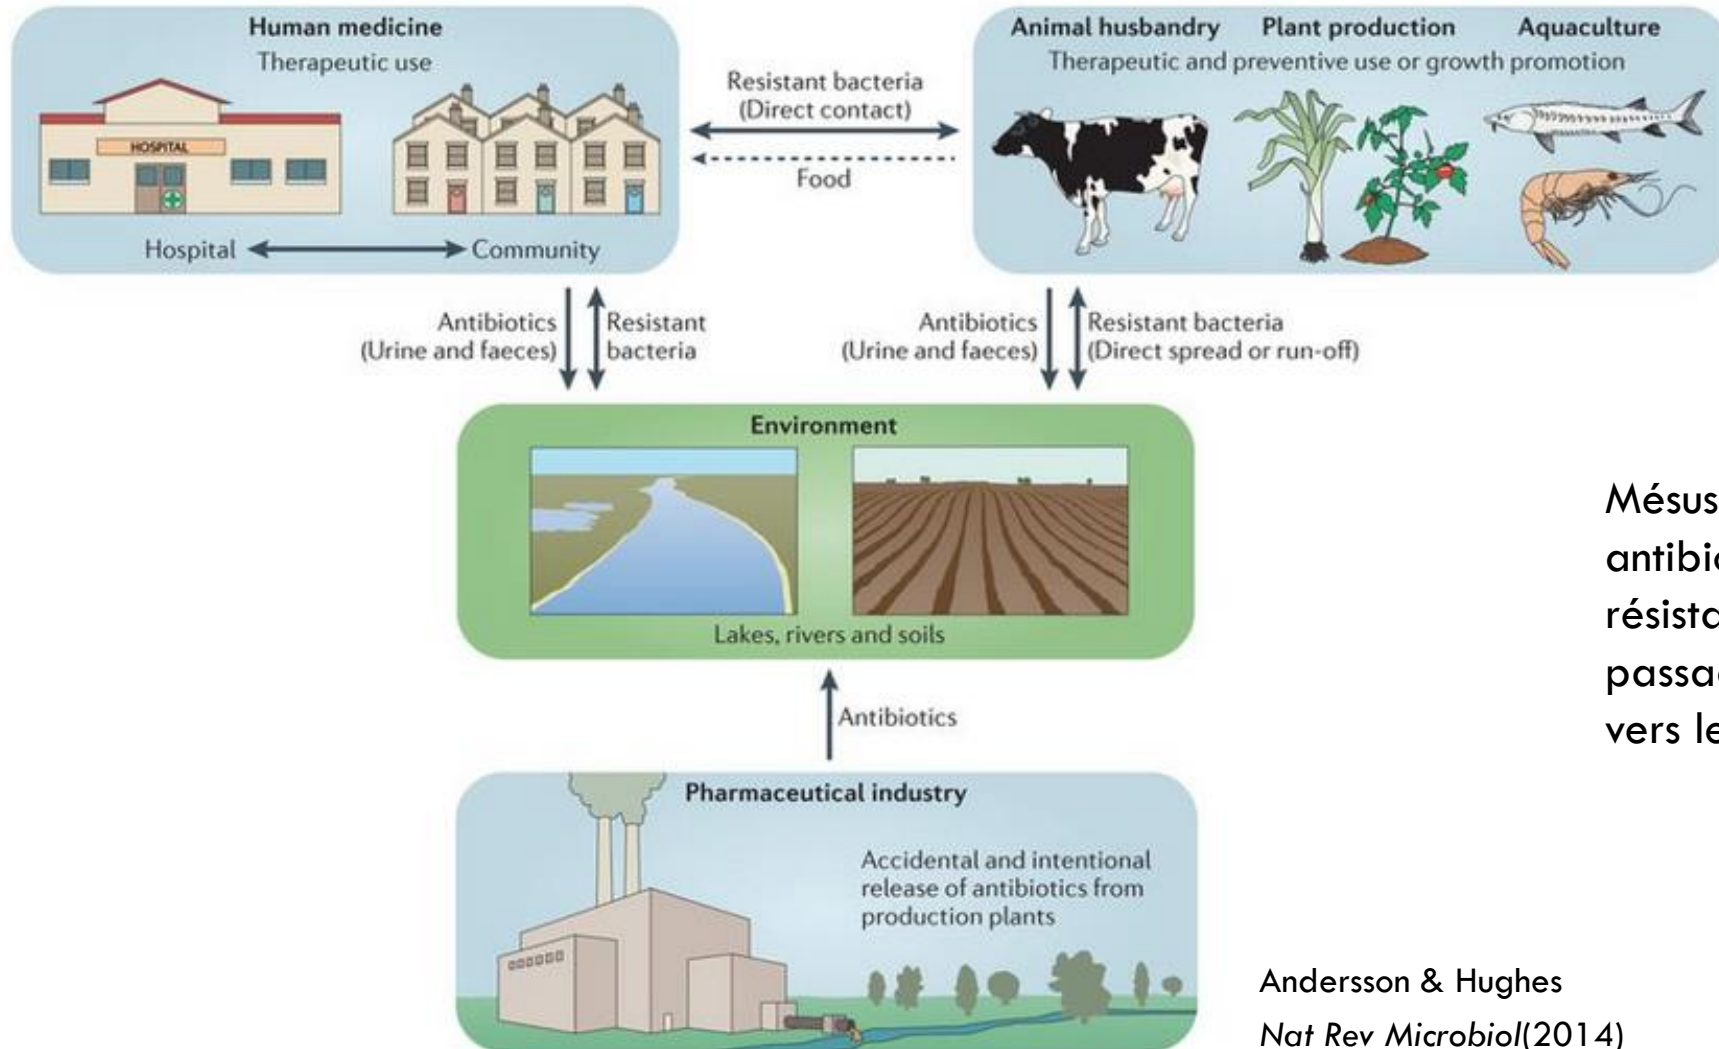 Human medicine
Therapeutic use
HOSPITAL
Hospital
Community
Resistant bacteria
(Direct contact)
Food
Animal husbandry Plant production Aquaculture
Therapeutic and preventive use or growth promotion
Antibiotics
(Urine and faeces)
Resistant
bacteria
Antibiotics
(Urine and faeces)
Resistant bacteria
(Direct spread or run-off)
Environment
Lakes, rivers and soils
Antibiotics
Pharmaceutical industry
Accidental and intentional
release of antibiotics from
production plants
vers le
Andersson & Hughes
Nat Rev Microbiol(2014)